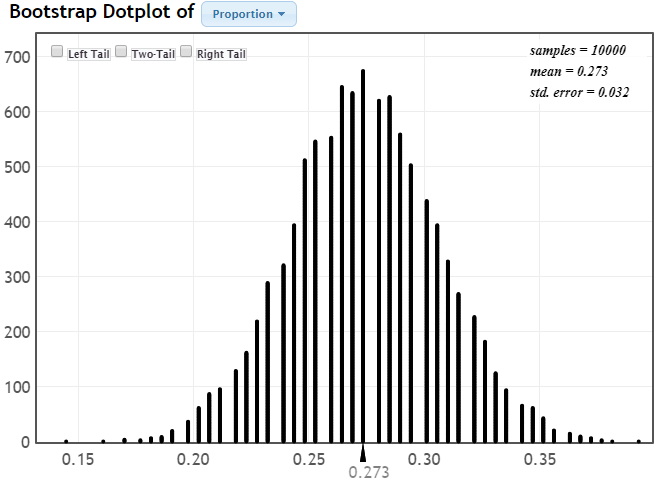 Bootstrap Dotplot of Proportion
Left Tail Two-Tail Right Tail
samples = 10000
mean = 0.273
std. error = 0.032
700
600
500
400
300
200
100
0
0.15 0.20 0.25 0.30 0.35
0.273